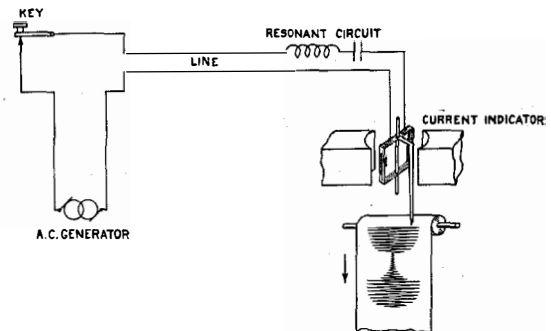 KEY
RESONANT CIRCUIT
LINE
CURRENT INDICATOR
A.C. GENERATOR